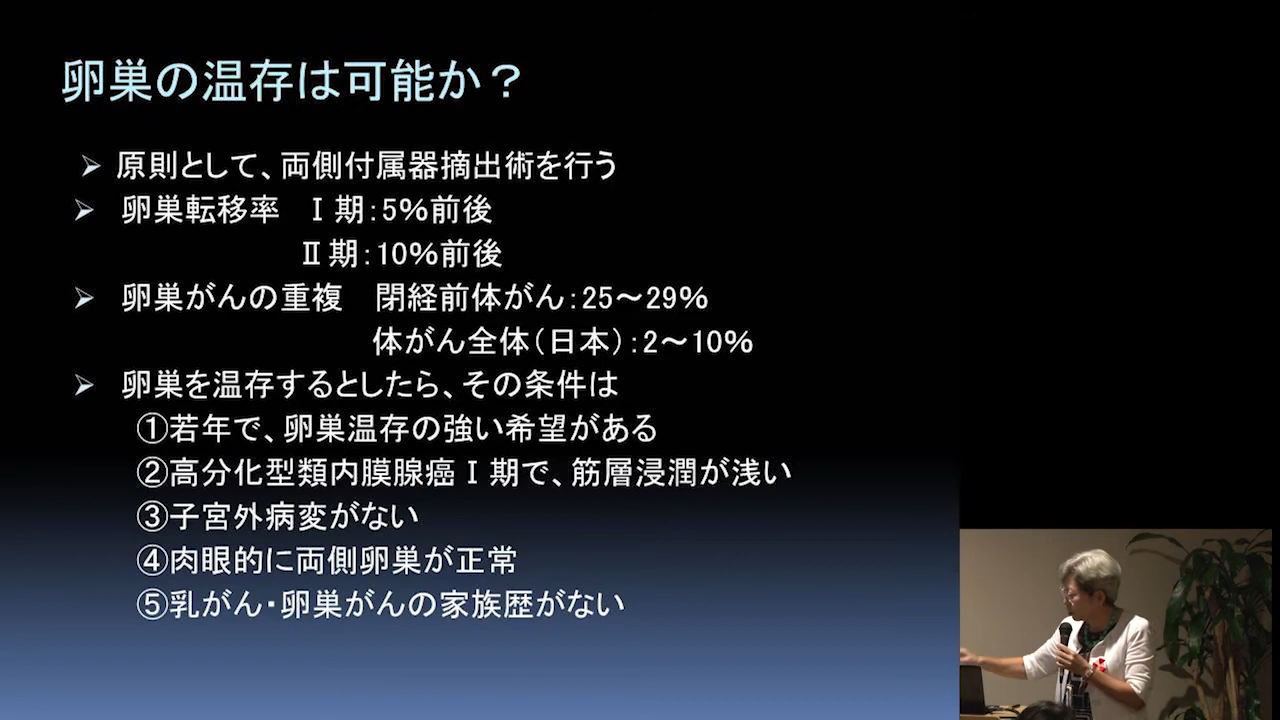 卵巣の温存は可能か？
➢ 原則として、両側付属器摘出術を行う
➢ 卵巣転移率　Ⅰ期：5％前後
Ⅱ期：10％前後
➢ 卵巣がんの重複　閉経前体がん：25～29％
体がん全体（日本）：2～10％
➢ 卵巣を温存するとしたら、その条件は
①若年で、卵巣温存の強い希望がある
②高分化型類内膜腺癌Ⅰ期で、筋層浸潤が浅い
③子宮外病変がない
④肉眼的に両側卵巣が正常
⑤乳がん・卵巣がんの家族歴がない